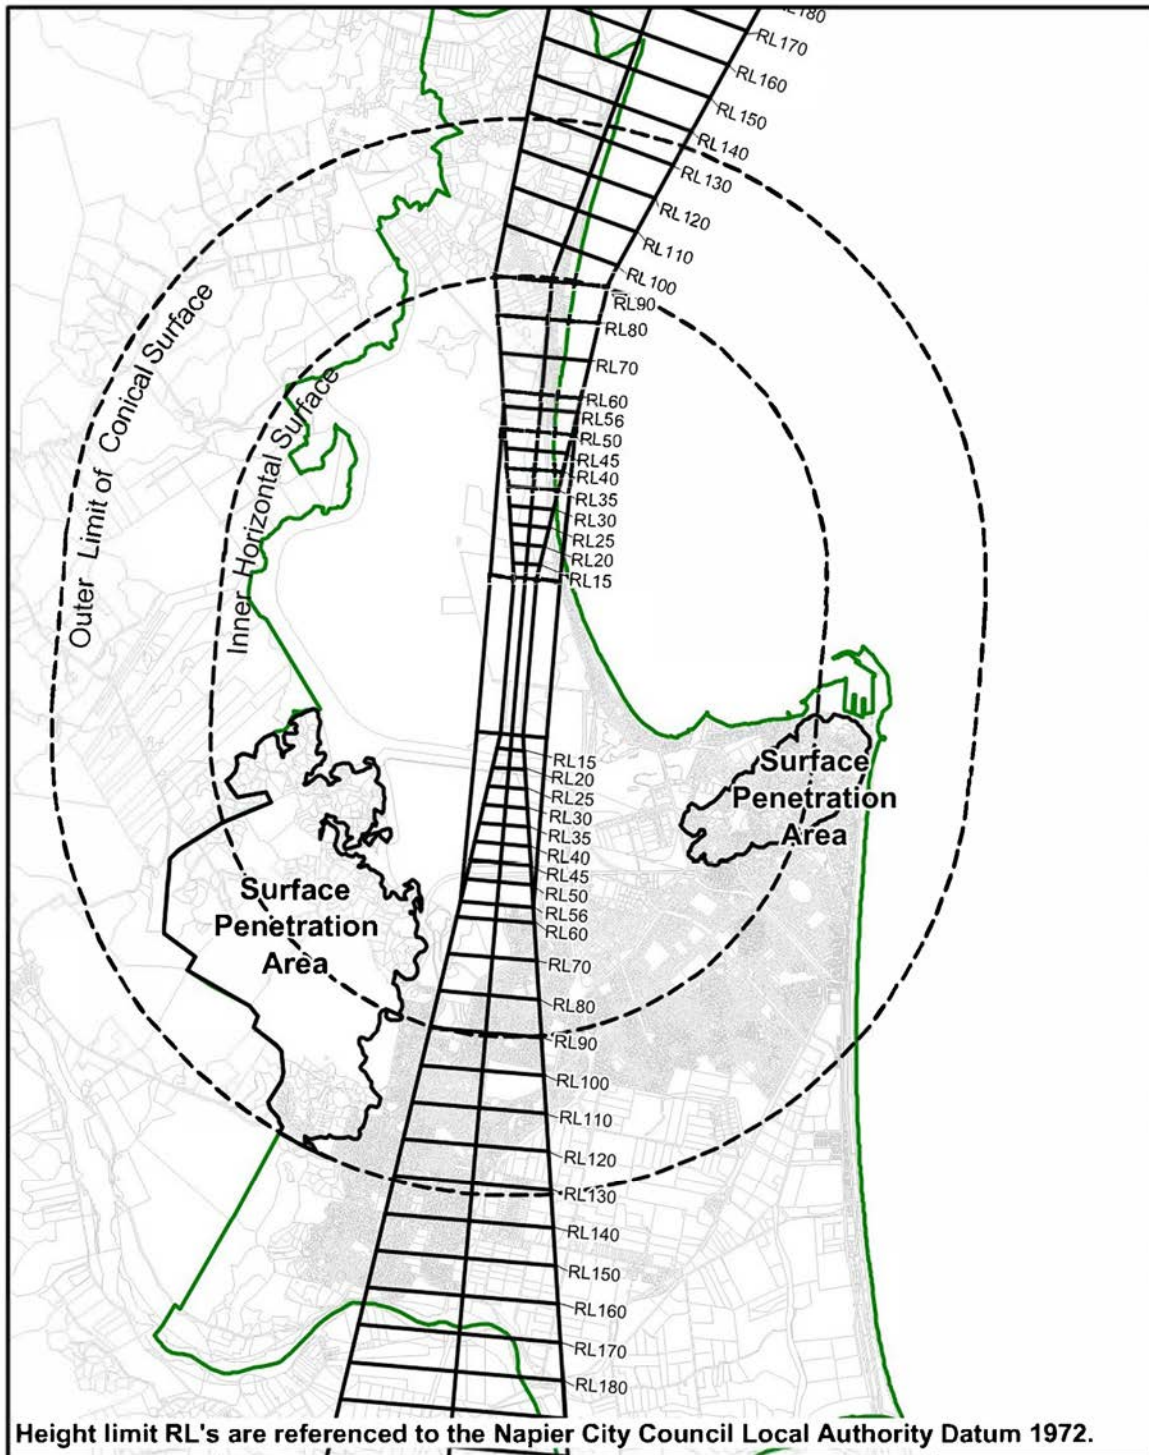 RL180
RL170
RL160
RL150
RL140
RL130
RL120
RL110
RL100
RL90
RL80
RL70
RL60
RL56
RL50
RL45
RL40
RL35
RL30
RL25
RL20
RL15
Outer Limit of Conical Surface
Inner Horizontal Surface
RL15
RL20
RL25
RL30
RL35
RL40
RL45
RL50
RL56
RL60
RL70
RL80
RL90
RL100
RL110
RL120
RL130
RL140
RL150
RL160
RL170
RL180
Surface
Penetration
Area
Surface
Penetration
Area
Height limit RL's are referenced to the Napier City Council Local Authority Datum 1972.